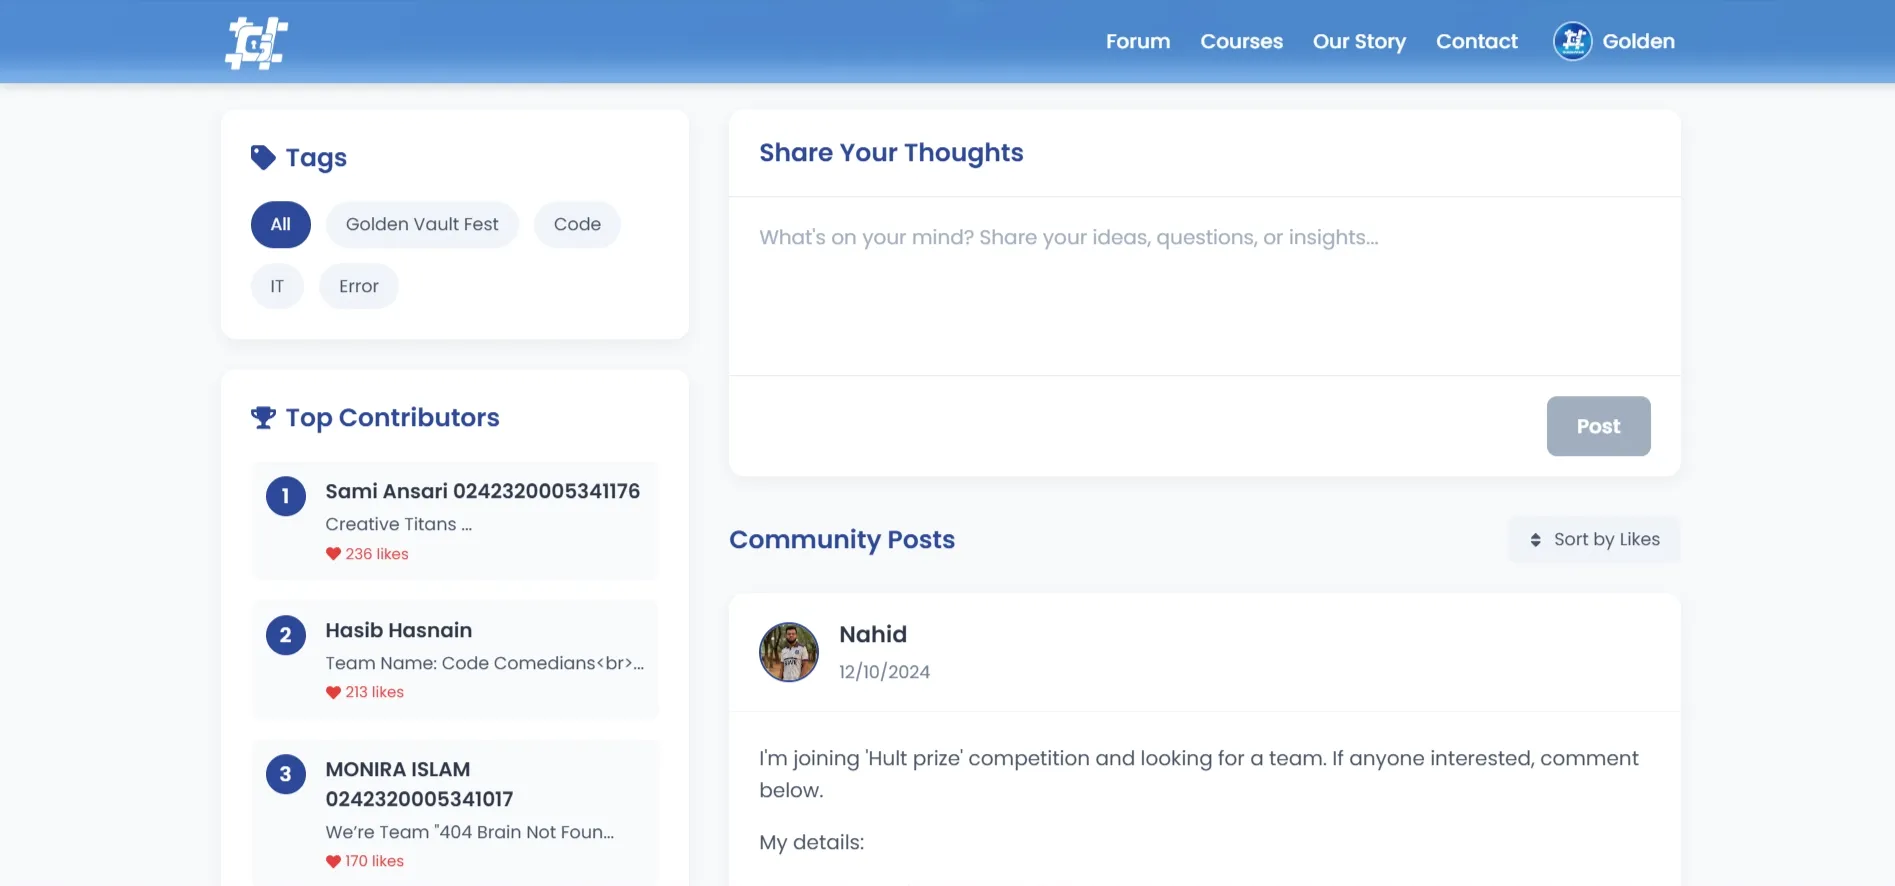 Forum Courses Our Story Contact Golden
Tags
All Golden Vault Fest Code
IT Error
Top Contributors
1 Sami Ansari 0242320005341176
Creative Titans ...
236 likes
2 Hasib Hasnain
Team Name: Code Comedians<br>...
213 likes
3 MONIRA ISLAM
0242320005341017
We’re Team "404 Brain Not Foun...
170 likes
Share Your Thoughts
What's on your mind? Share your ideas, questions, or insights...
Post
Community Posts
Sort by Likes
Nahid
12/10/2024
I'm joining 'Hult prize' competition and looking for a team. If anyone interested, comment
below.
My details: